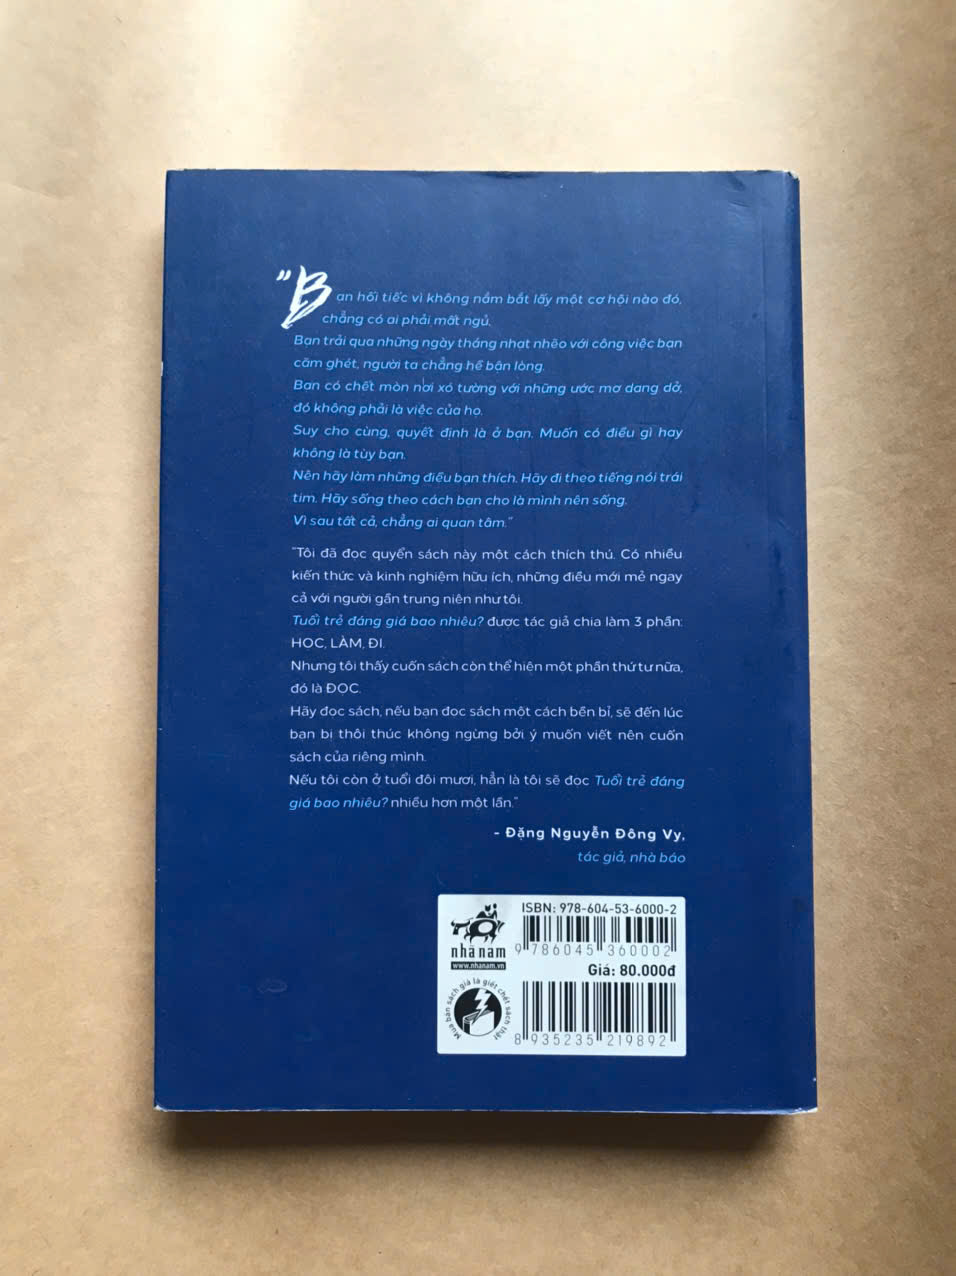 "Bạn hối tiếc vì không nắm bắt lấy một cơ hội nào đó,
chẳng có ai phải mất ngủ.
Bạn trải qua những ngày tháng nhạt nhẽo với công việc bạn
căm ghét, người ta chẳng hề bận lòng.
Bạn có chết mòn nơi xó tường với những ước mơ dang dở,
đó không phải là việc của họ.
Suy cho cùng, quyết định là ở bạn. Muốn có điều gì hay
không là tùy bạn.
Nên hãy làm những điều bạn thích. Hãy đi theo tiếng nói trái
tim. Hãy sống theo cách bạn cho là mình nên sống.
Vì sau tất cả, chẳng ai quan tâm."
"Tôi đã đọc quyển sách này một cách thích thú. Có nhiều
kiến thức và kinh nghiệm hữu ích, những điều mới mẻ ngay
cả với người gần trung niên như tôi.
Tuổi trẻ đáng giá bao nhiêu? được tác giả chia làm 3 phần:
HỌC, LÀM, ĐI.
Nhưng tôi thấy cuốn sách còn thể hiện một phần thứ tư nữa,
đó là ĐỌC.
Hãy đọc sách, nếu bạn đọc sách một cách bền bỉ, sẽ đến lúc
bạn bị thôi thúc không ngừng bởi ý muốn viết nên cuốn
sách của riêng mình.
Nếu tôi còn ở tuổi đôi mươi, hẳn là tôi sẽ đọc Tuổi trẻ đáng
giá bao nhiêu? nhiều hơn một lần."
- Đặng Nguyễn Đông Vy,
tác giả, nhà báo
ISBN: 978-604-53-6000-2
9 786045 360002
nhã nam
www.nhanam.vn
Giá: 80.000đ
Mua bán sách giả là giết chết sách thật
8 935235 219892